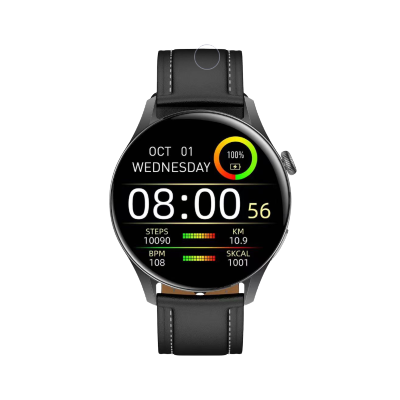 OCT 01
100%
WEDNESDAY
08:00 56
STEPS KM
10090 10.9
BPM SKCAL
108 1001